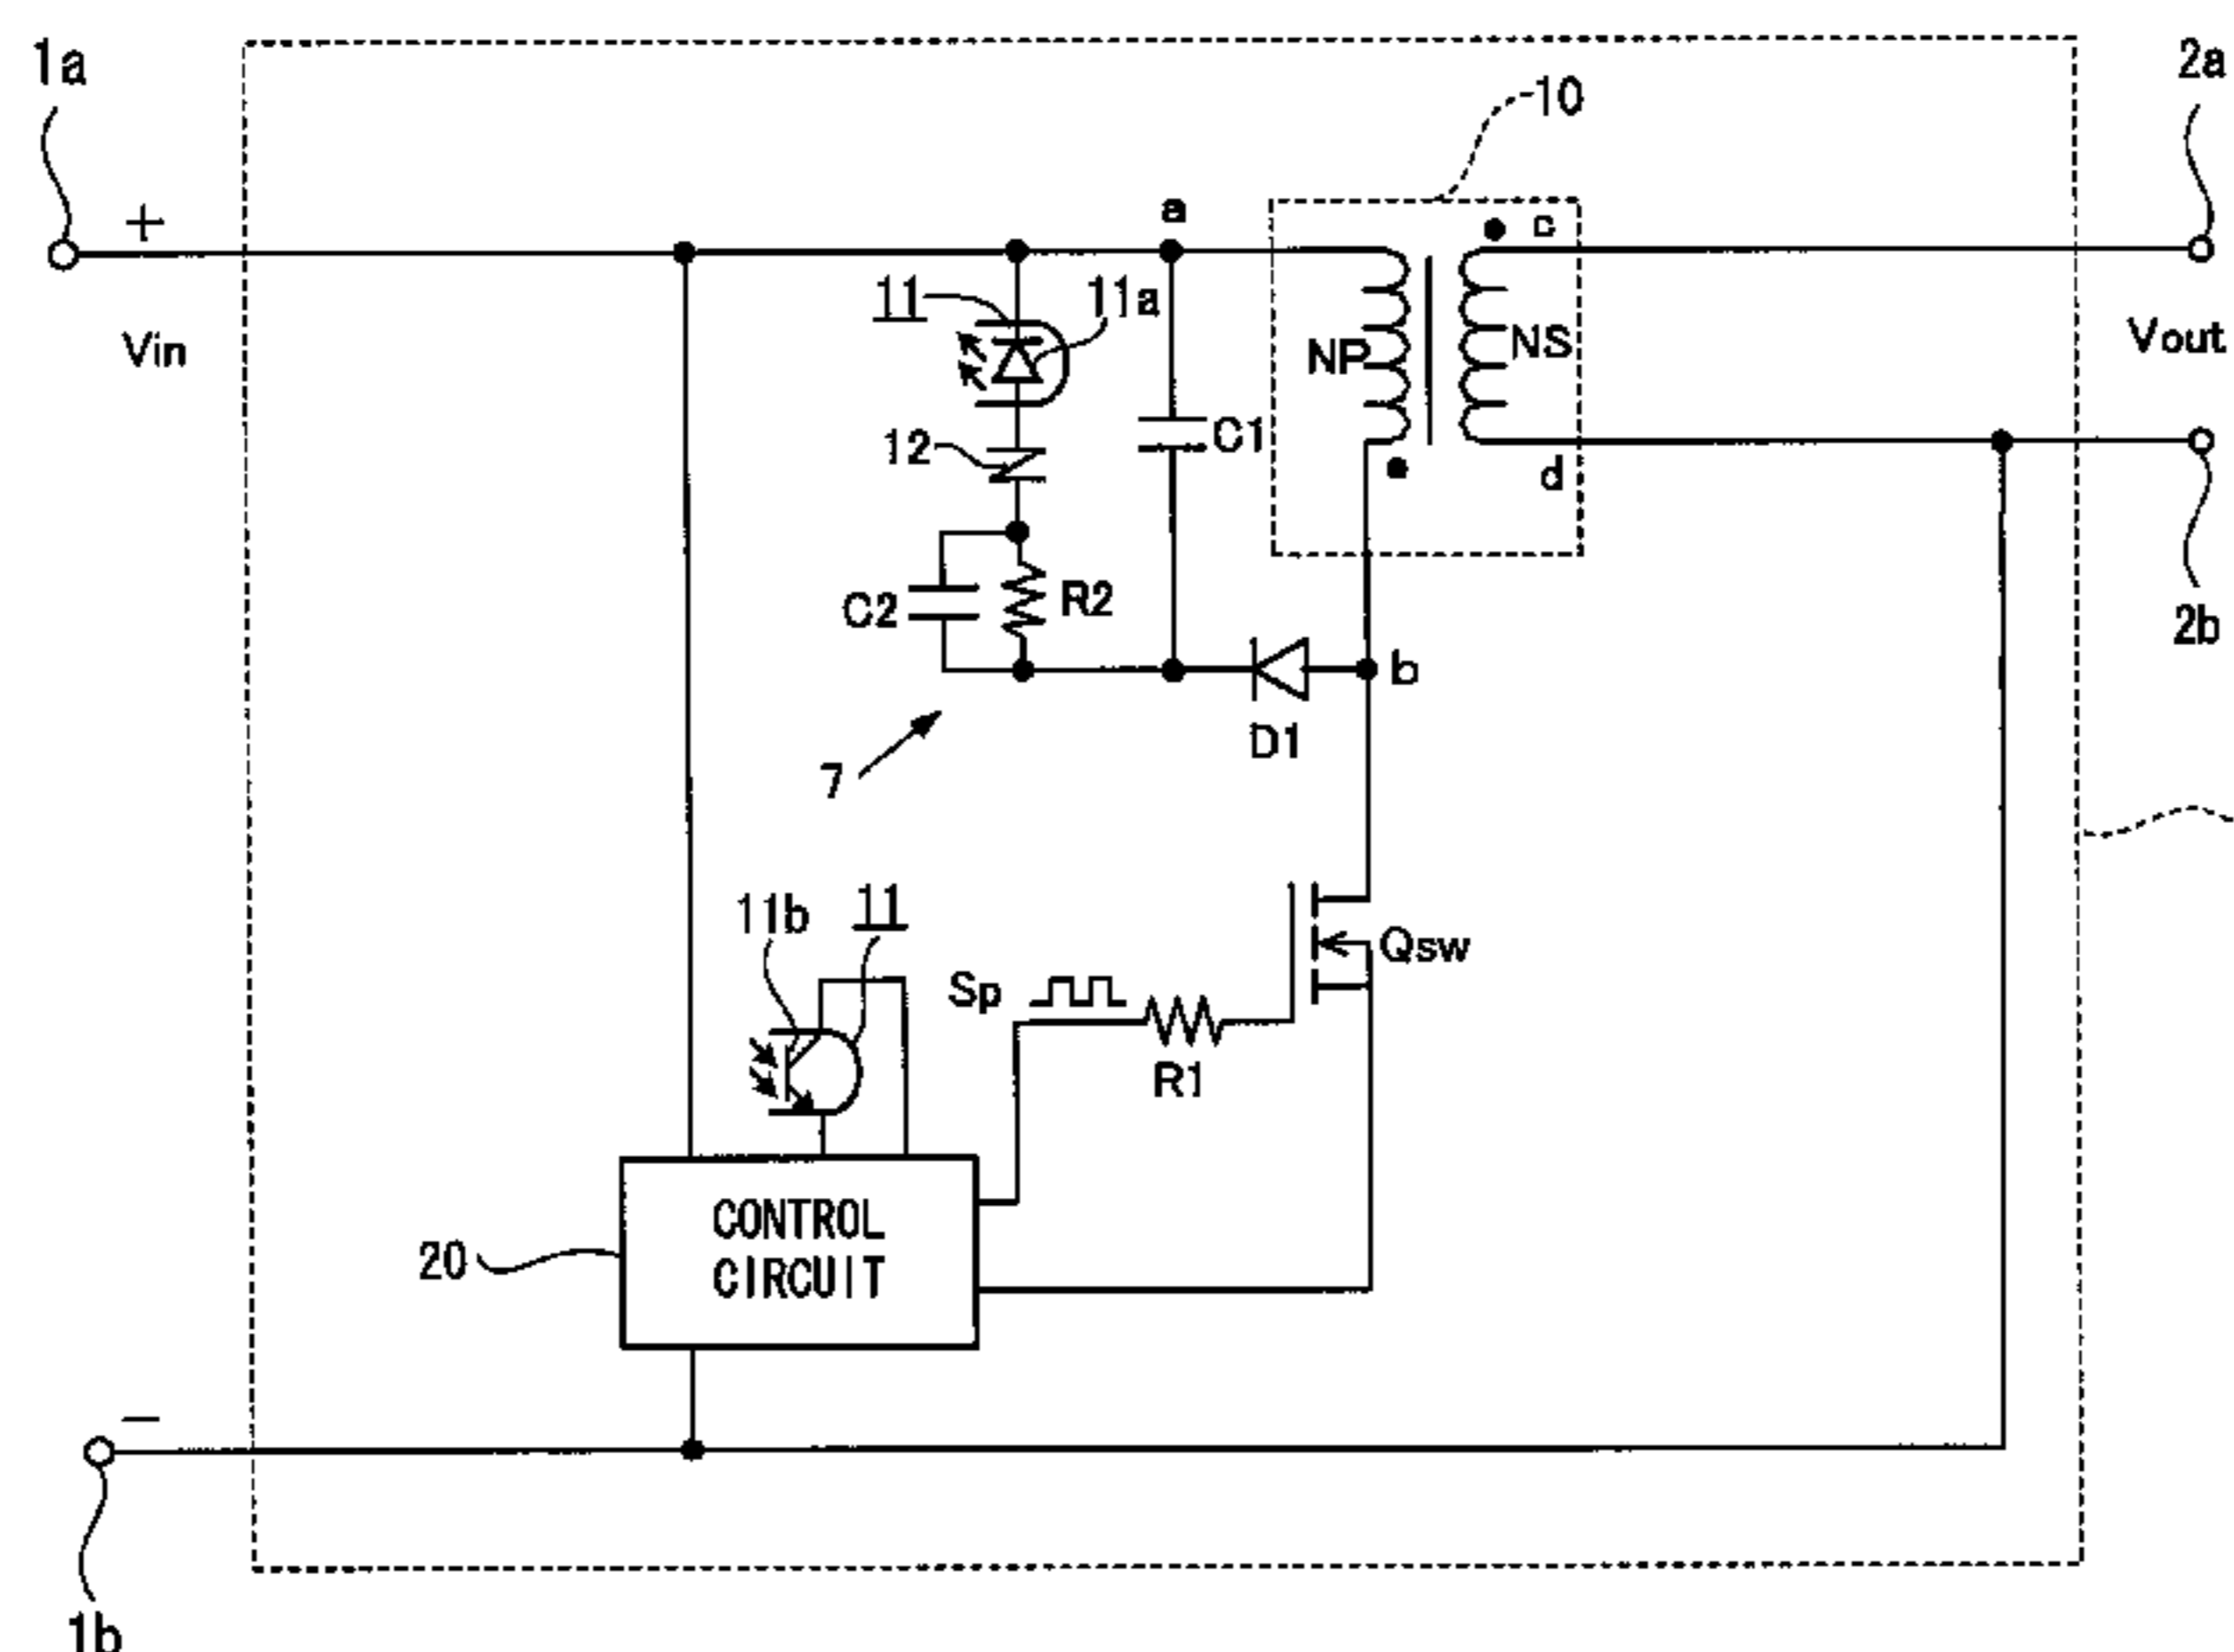 1a
2a
10
+
a
c
11
11a
Vin
NP
NS
Vout
12
C1
d
C2
R2
2b
b
D1
7
11b
11
Qsw
Sp
R1
CONTROL
CIRCUIT
20
−
1b